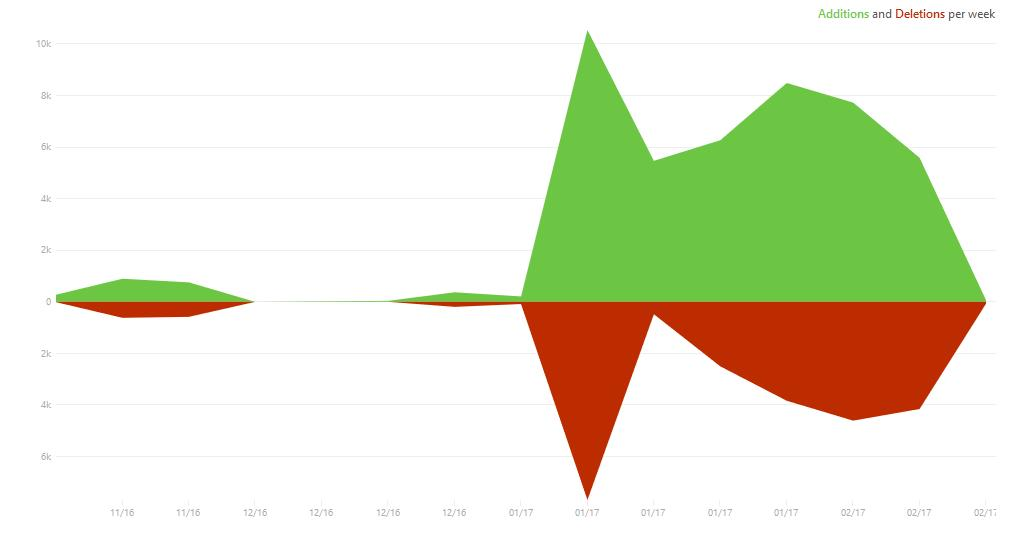 Additions and Deletions per week
10k
8k
6k
4k
2k
0
2k
4k
6k
11/16 11/16 12/16 12/16 12/16 12/16 01/17 01/17 01/17 01/17 01/17 02/17 02/17 02/17